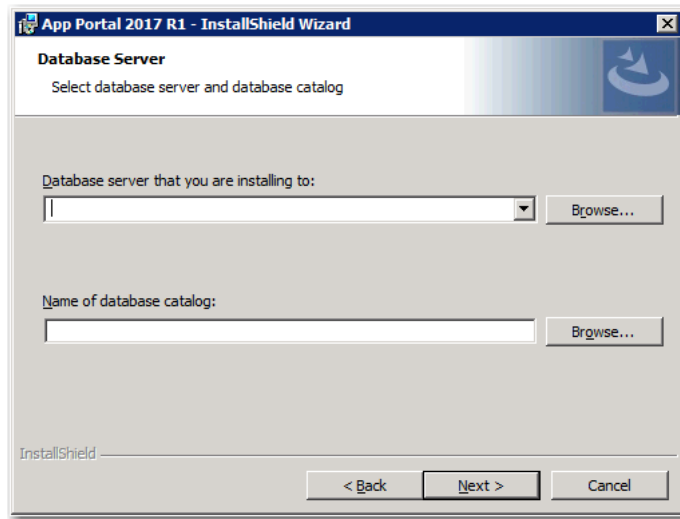 App Portal 2017 R1 - InstallShield Wizard
Database Server
Select database server and database catalog
Database server that you are installing to:
Browse...
Name of database catalog:
Browse...
InstallShield
< Back
Next >
Cancel